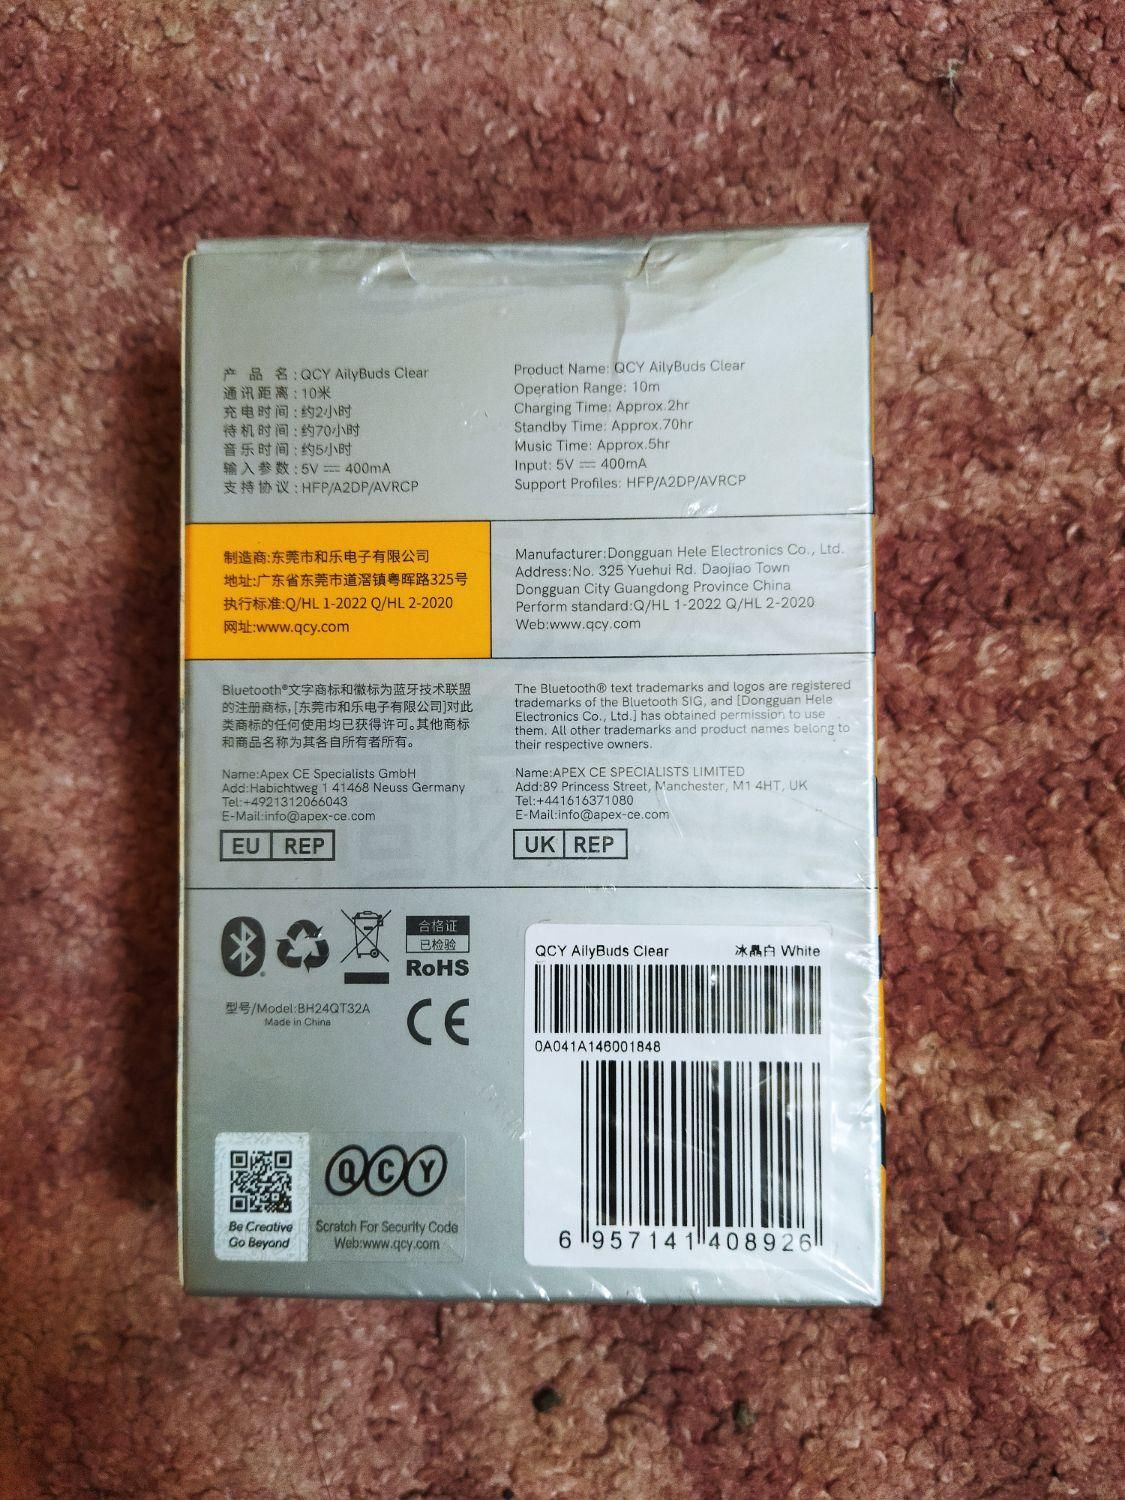 产品名:QCY AilyBuds Clear
通讯距离:10米
充电时间:约2小时
待机时间:约70小时
音乐时间:约5小时
输入参数:5V ⎓ 400mA
支持协议:HFP/A2DP/AVRCP
Product Name: QCY AilyBuds Clear
Operation Range: 10m
Charging Time: Approx.2hr
Standby Time: Approx.70hr
Music Time: Approx.5hr
Input: 5V ⎓ 400mA
Support Profiles: HFP/A2DP/AVRCP
制造商:东莞市和乐电子有限公司
地址:广东省东莞市道滘镇粤晖路325号
执行标准:Q/HL 1-2022 Q/HL 2-2020
网址:www.qcy.com
Manufacturer:Dongguan Hele Electronics Co., Ltd.
Address:No. 325 Yuehui Rd. Daojiao Town
Dongguan City Guangdong Province China
Perform standard:Q/HL 1-2022 Q/HL 2-2020
Web:www.qcy.com
Bluetooth®文字商标和徽标为蓝牙技术联盟
的注册商标,[东莞市和乐电子有限公司]对此
类商标的任何使用均已获得许可。其他商标
和商品名称为其各自所有者所有。
The Bluetooth® text trademarks and logos are registered
trademarks of the Bluetooth SIG, and [Dongguan Hele
Electronics Co., Ltd.] has obtained permission to use
them. All other trademarks and product names belong to
their respective owners.
Name:Apex CE Specialists GmbH
Add:Habichtweg 1 41468 Neuss Germany
Tel:+4921312066043
E-Mail:info@apex-ce.com
EU REP
Name:APEX CE SPECIALISTS LIMITED
Add:89 Princess Street, Manchester, M1 4HT, UK
Tel:+441616371080
E-Mail:info@apex-ce.com
UK REP
合格证
已检验
RoHS
型号/Model:BH24QT32A
Made in China
CE
QCY AilyBuds Clear 冰晶白 White
0A041A146001848
6 957141 408926
Be Creative
Go Beyond
QCY
Scratch For Security Code
Web:www.qcy.com